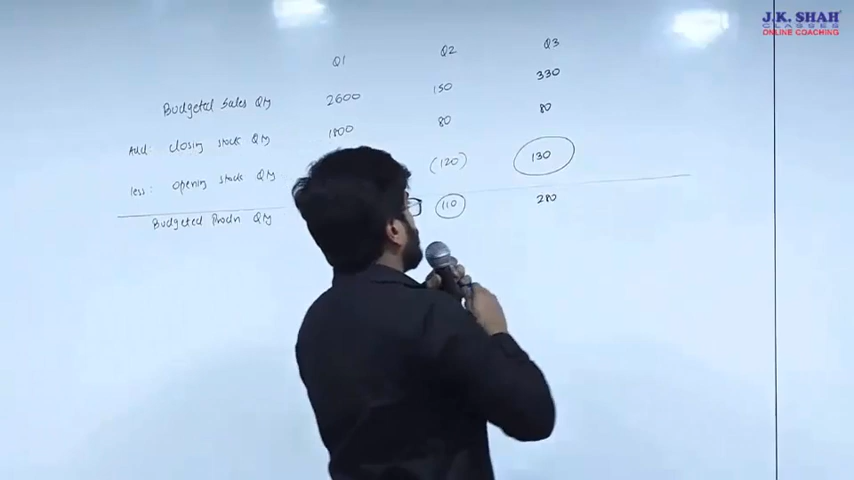 J.K. SHAH
CLASSES
ONLINE COACHING
Q1 Q2 Q3
Budgeted Sales Qty 2600 150 330
Add: closing stock Qty 1800 80 80
less: opening stock Qty (120) 130
Budgeted Prodn Qty 110 280